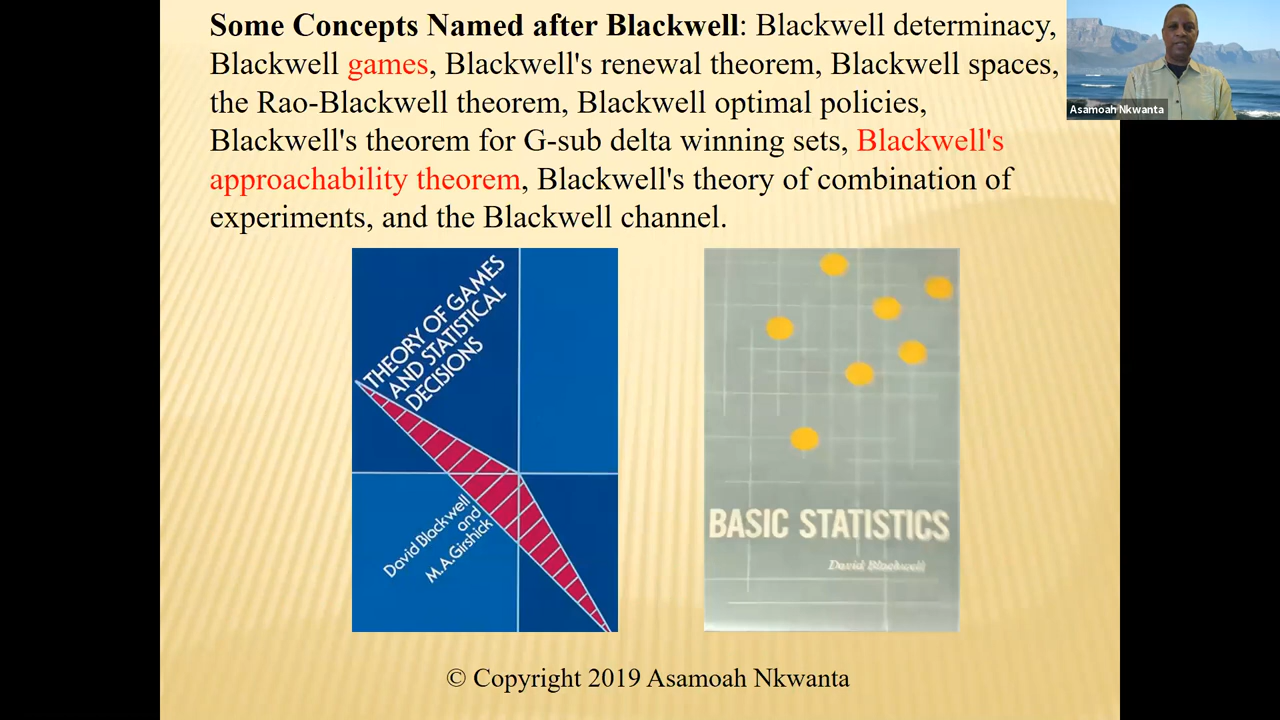 Some Concepts Named after Blackwell: Blackwell determinacy,
Blackwell games, Blackwell's renewal theorem, Blackwell spaces,
the Rao-Blackwell theorem, Blackwell optimal policies,
Blackwell's theorem for G-sub delta winning sets, Blackwell's
approachability theorem, Blackwell's theory of combination of
experiments, and the Blackwell channel.
Asamoah Nkwanta
THEORY OF GAMES
AND STATISTICAL
DECISIONS
David Blackwell
and
M.A.Girshick
BASIC STATISTICS
David Blackwell
© Copyright 2019 Asamoah Nkwanta